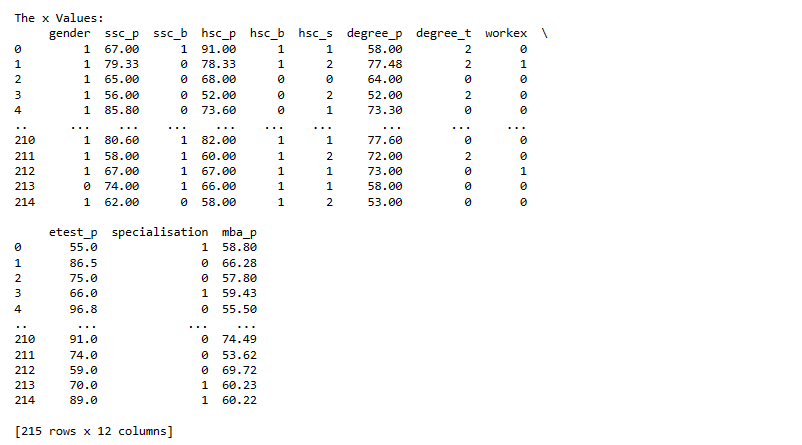 The x Values:
     gender  ssc_p  ssc_b  hsc_p  hsc_b  hsc_s  degree_p  degree_t  workex  \
0         1  67.00      1  91.00      1      1     58.00         2       0
1         1  79.33      0  78.33      1      2     77.48         2       1
2         1  65.00      0  68.00      0      0     64.00         0       0
3         1  56.00      0  52.00      0      2     52.00         2       0
4         1  85.80      0  73.60      0      1     73.30         0       0
..      ...    ...    ...    ...    ...    ...       ...       ...     ...
210       1  80.60      1  82.00      1      1     77.60         0       0
211       1  58.00      1  60.00      1      2     72.00         2       0
212       1  67.00      1  67.00      1      1     73.00         0       1
213       0  74.00      1  66.00      1      1     58.00         0       0
214       1  62.00      0  58.00      1      2     53.00         0       0
     etest_p  specialisation  mba_p
0       55.0               1  58.80
1       86.5               0  66.28
2       75.0               0  57.80
3       66.0               1  59.43
4       96.8               0  55.50
..       ...             ...    ...
210     91.0               0  74.49
211     74.0               0  53.62
212     59.0               0  69.72
213     70.0               1  60.23
214     89.0               1  60.22
[215 rows x 12 columns]